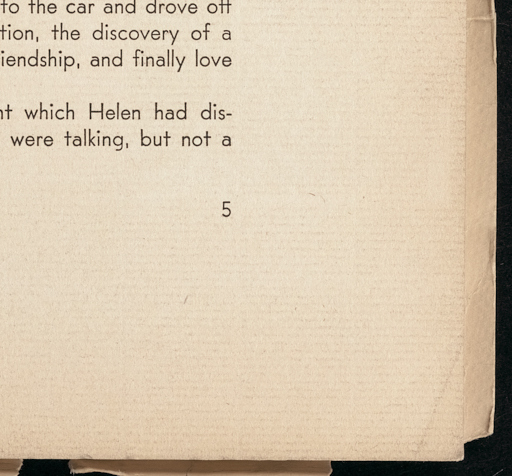 to the car and drove off
tion, the discovery of a
iendship, and finally love
nt which Helen had dis-
were talking, but not a
5